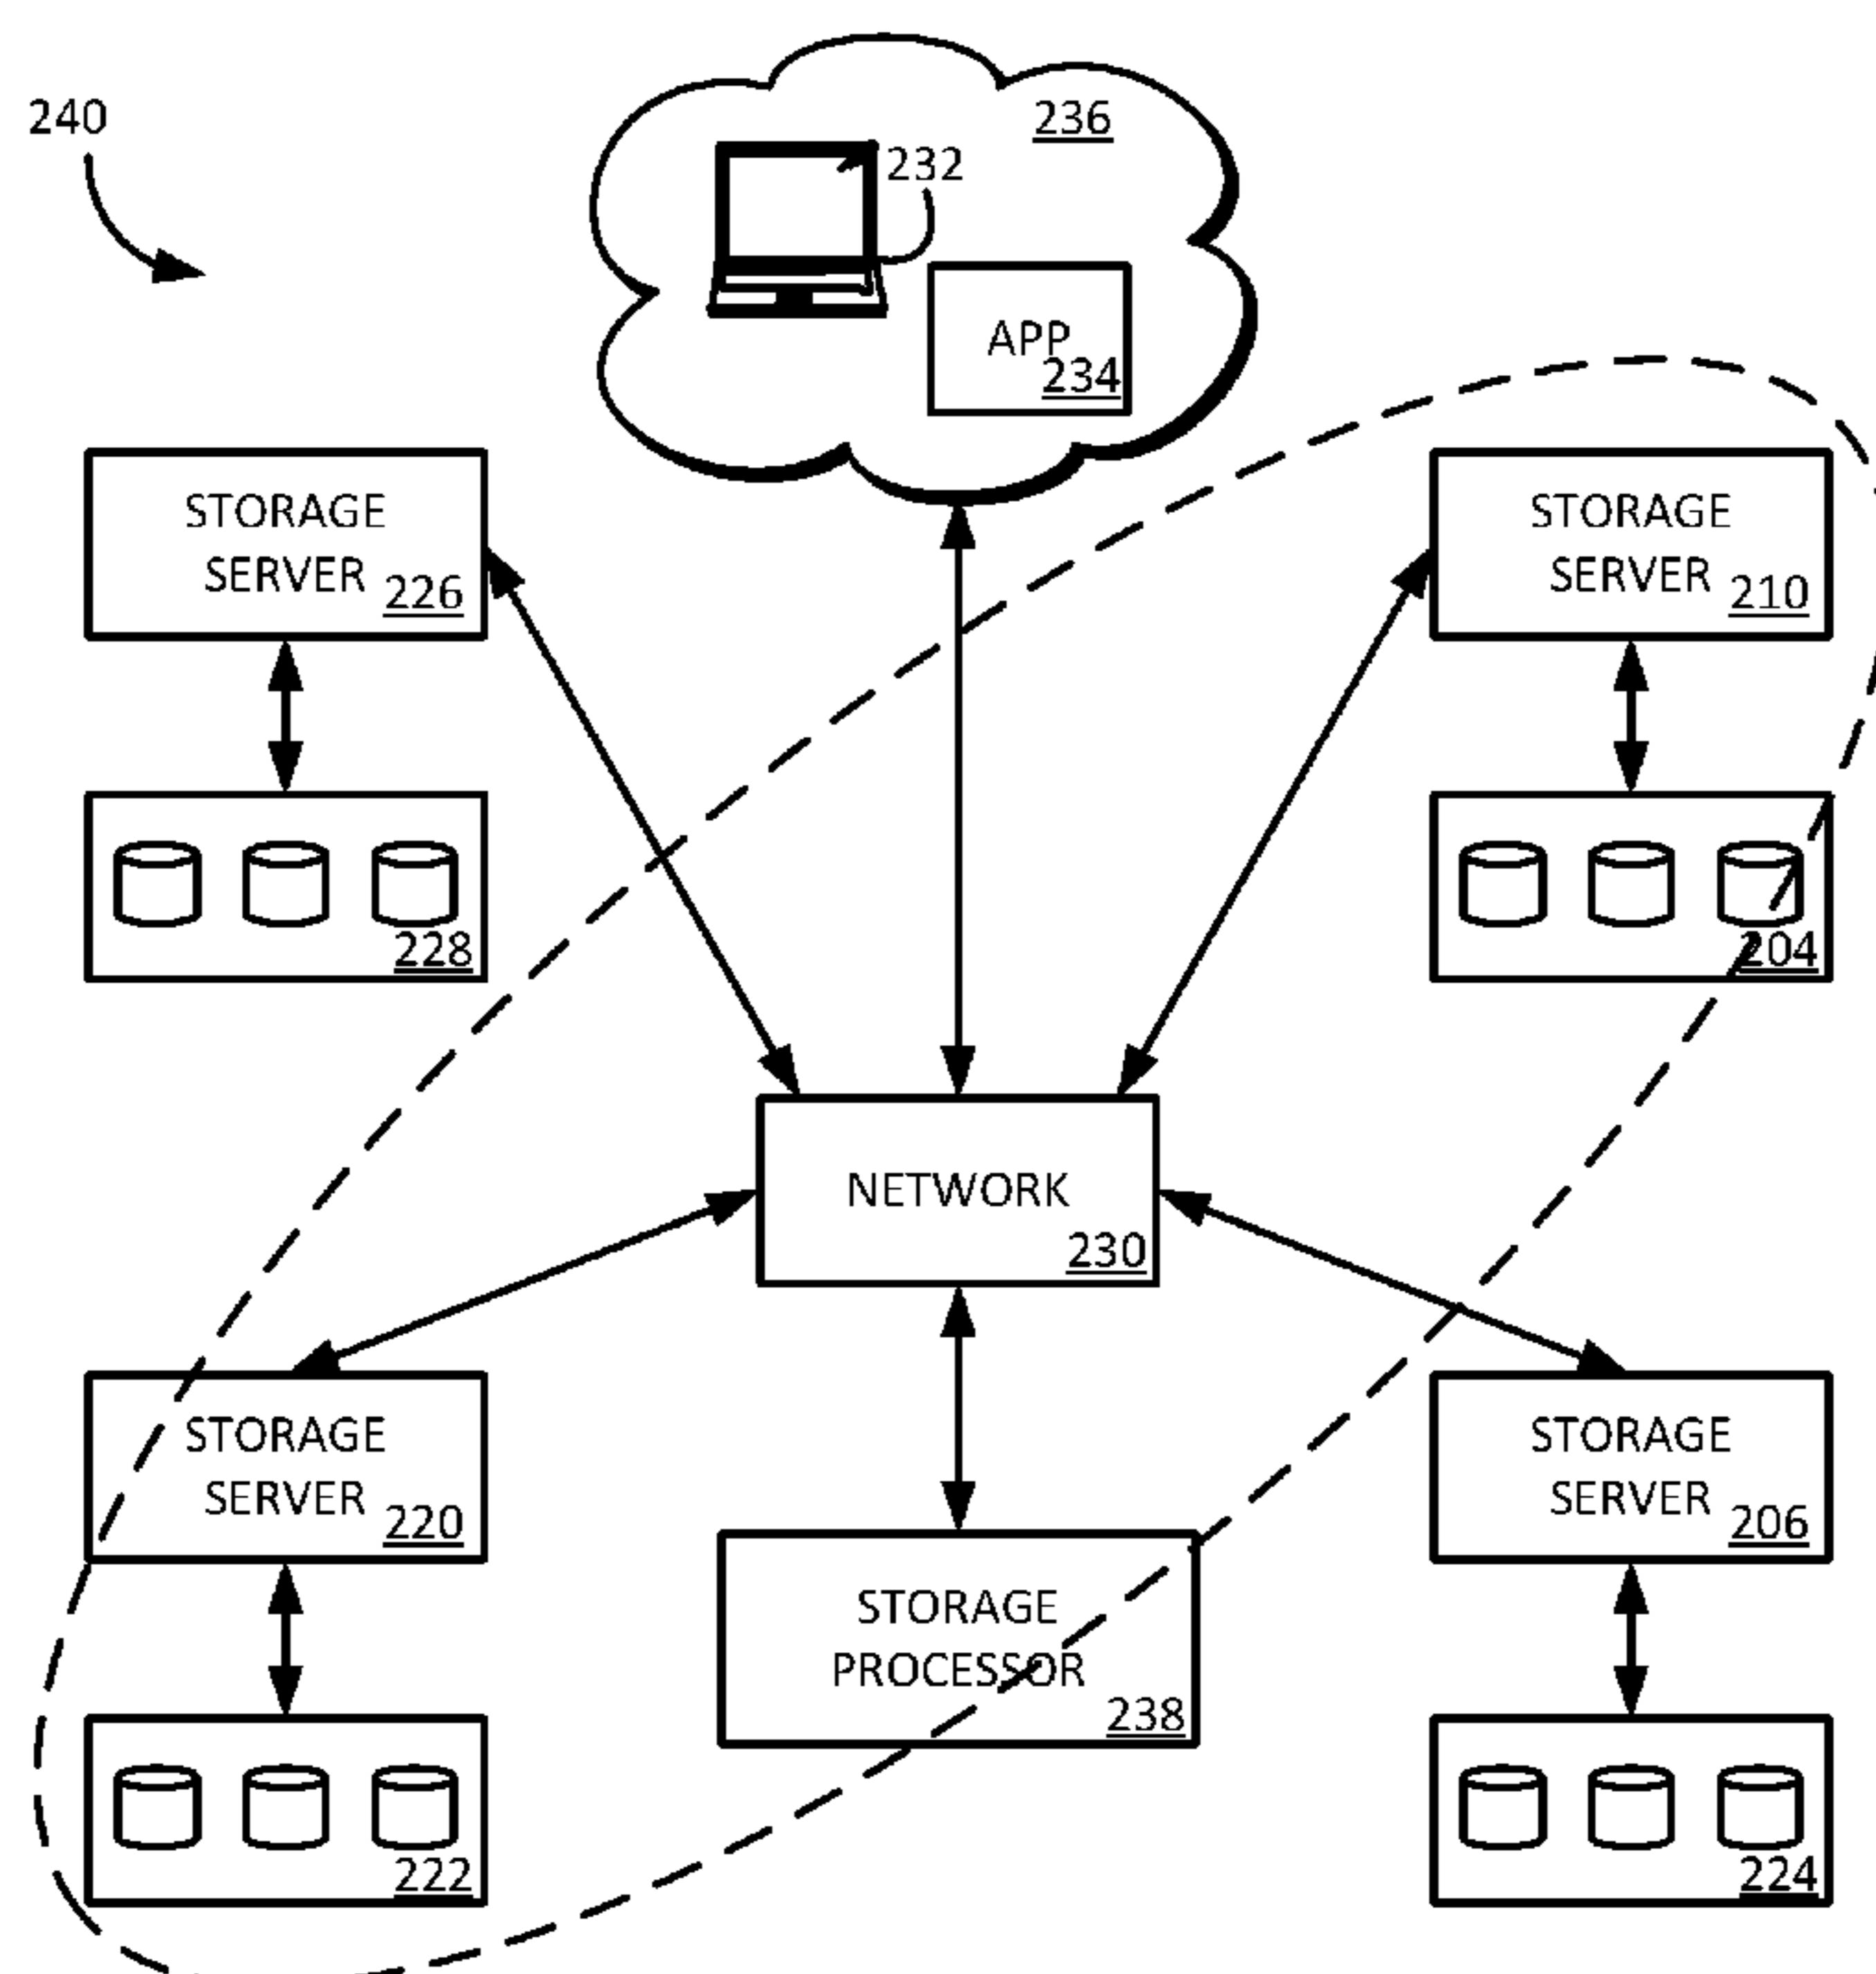 240
236
232
APP
234
STORAGE
SERVER
226
STORAGE
SERVER
210
228
204
NETWORK
230
STORAGE
SERVER
220
STORAGE
SERVER
206
STORAGE
PROCESSOR
238
222
224